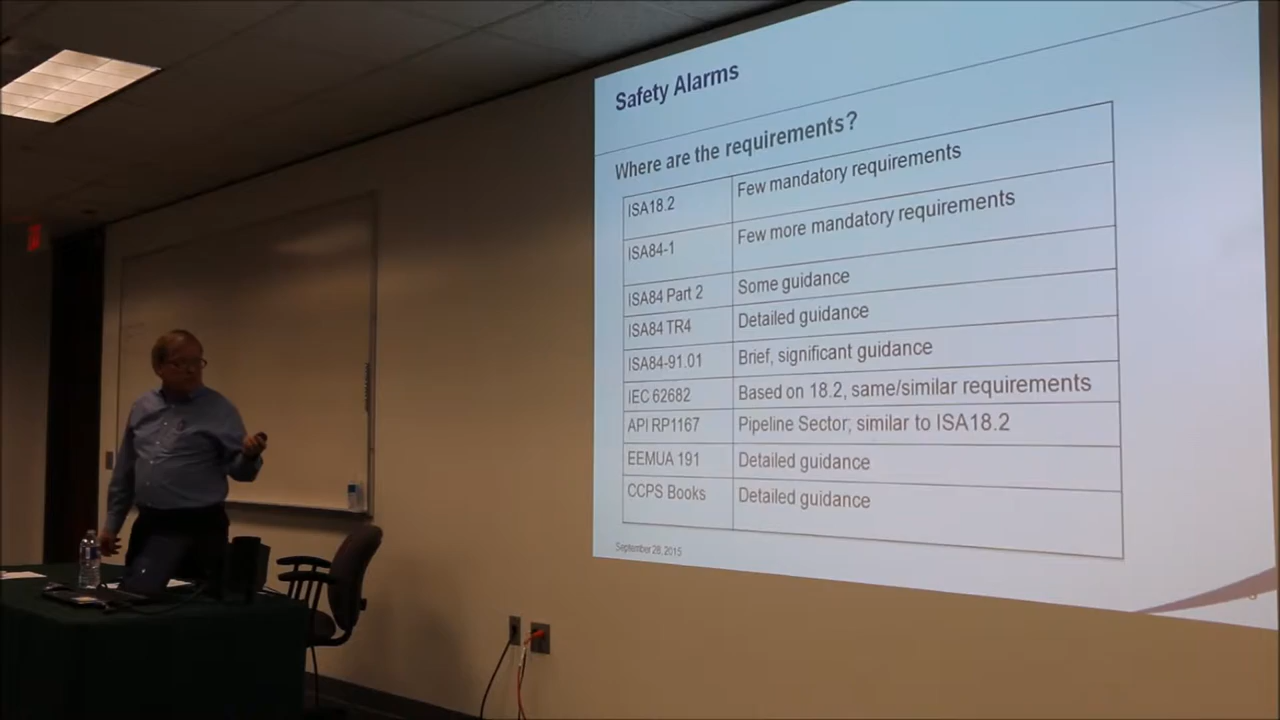 Safety Alarms
Where are the requirements?
ISA18.2 Few mandatory requirements
ISA84-1 Few more mandatory requirements
ISA84 Part 2 Some guidance
ISA84 TR4 Detailed guidance
ISA84-91.01 Brief, significant guidance
IEC 62682 Based on 18.2, same/similar requirements
API RP1167 Pipeline Sector; similar to ISA18.2
EEMUA 191 Detailed guidance
CCPS Books Detailed guidance
September 28, 2015